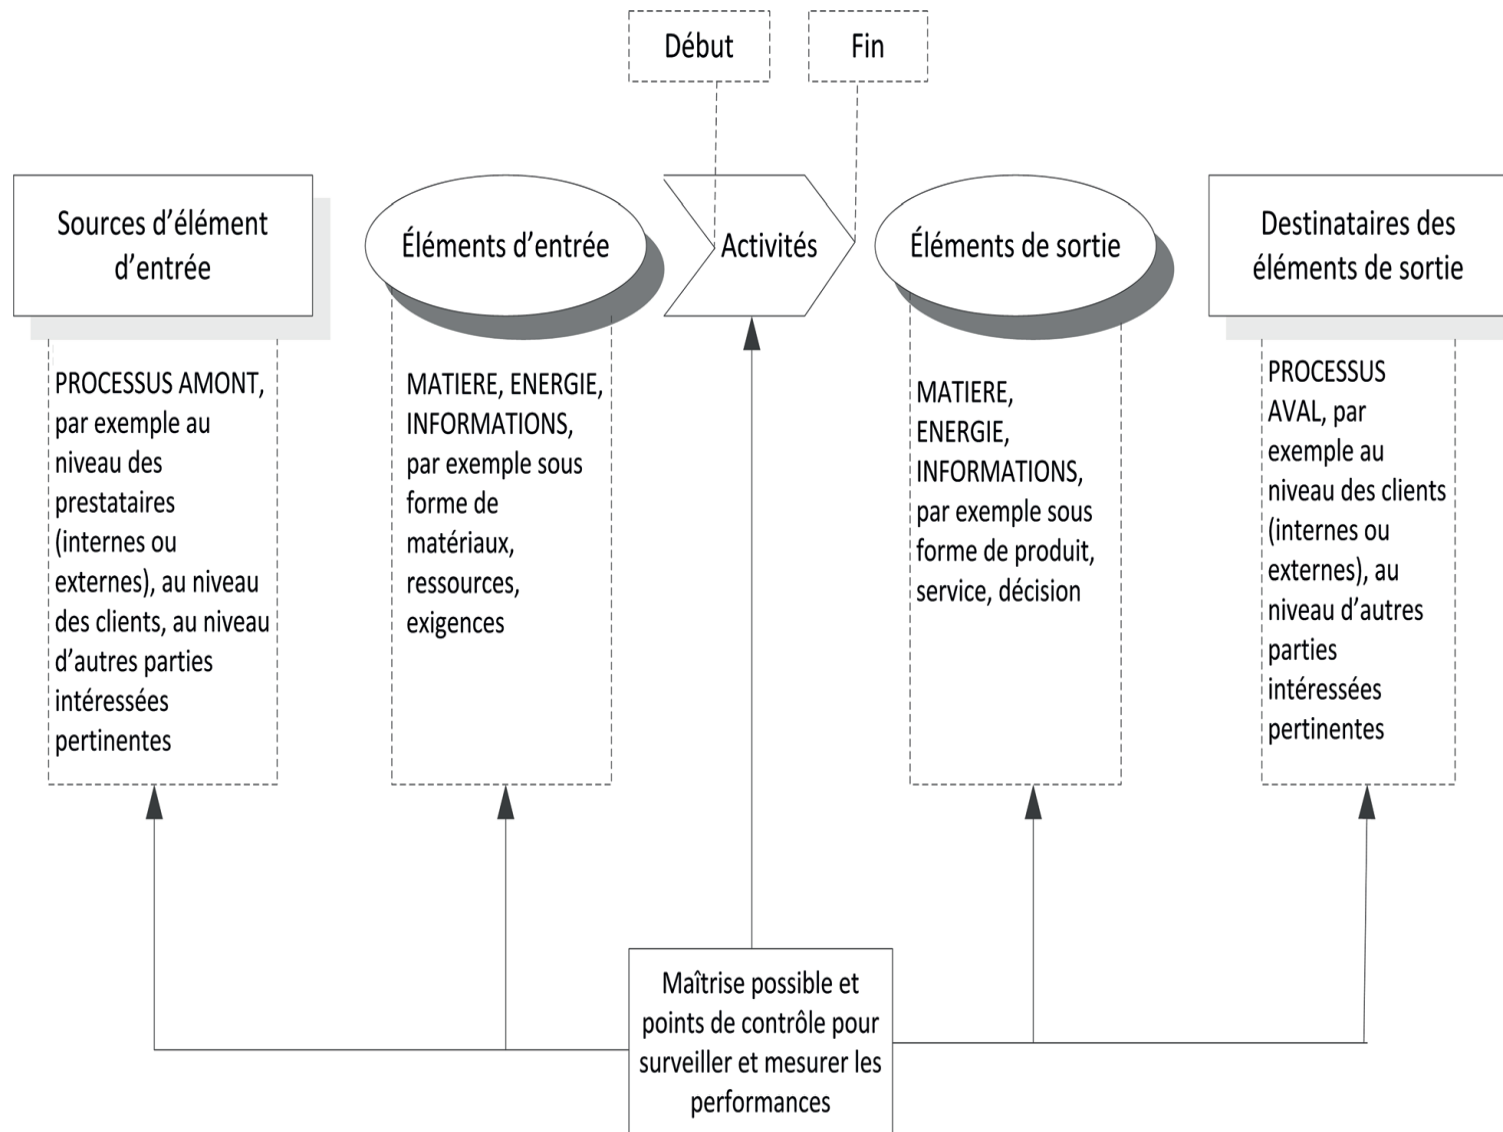 Début
Fin
Sources d’élément
d’entrée
Éléments d’entrée
Activités
Éléments de sortie
Destinataires des
éléments de sortie
PROCESSUS AMONT,
par exemple au
niveau des
prestataires
(internes ou
externes), au niveau
des clients, au niveau
d’autres parties
intéressées
pertinentes
MATIERE, ENERGIE,
INFORMATIONS,
par exemple sous
forme de
matériaux,
ressources,
exigences
MATIERE,
ENERGIE,
INFORMATIONS,
par exemple sous
forme de produit,
service, décision
PROCESSUS
AVAL, par
exemple au
niveau des clients
(internes ou
externes), au
niveau d’autres
parties
intéressées
pertinentes
Maîtrise possible et
points de contrôle pour
surveiller et mesurer les
performances